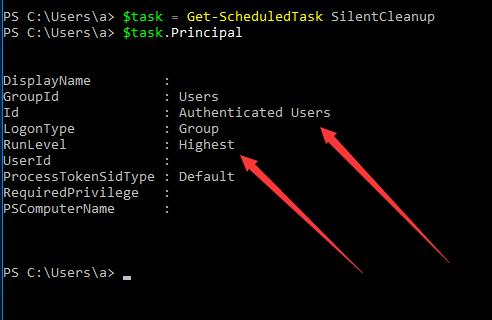 PS C:\Users\a> $task = Get-ScheduledTask SilentCleanup
PS C:\Users\a> $task.Principal
DisplayName :
GroupId : Users
Id : Authenticated Users
LogonType : Group
RunLevel : Highest
UserId :
ProcessTokenSidType : Default
RequiredPrivilege :
PSComputerName :
PS C:\Users\a>